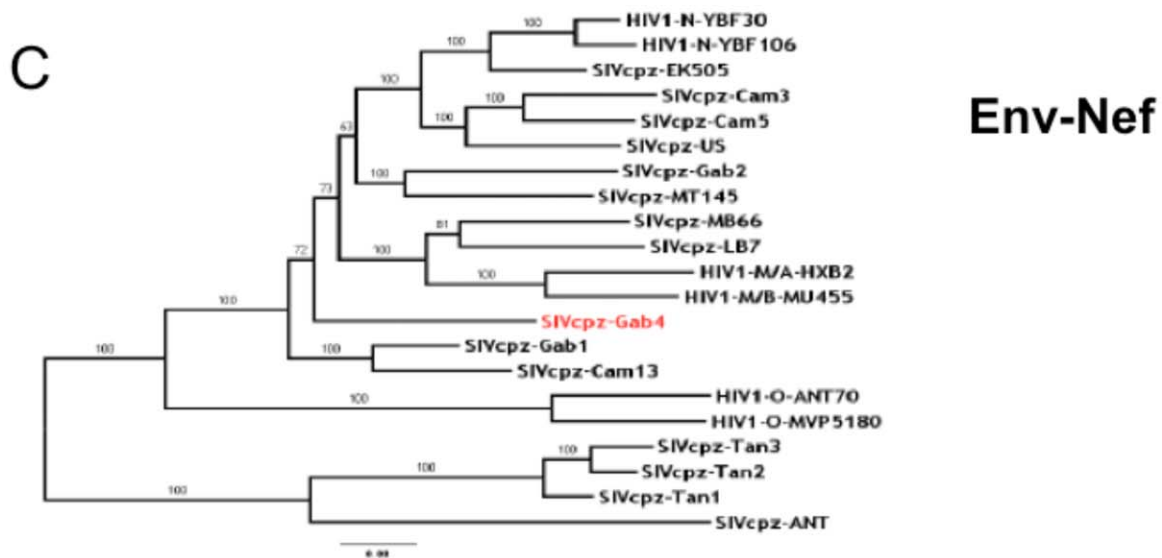 C
Env-Nef
HIV1-N-YBF30
HIV1-N-YBF106
SIVcpz-EK505
SIVcpz-Cam3
SIVcpz-Cam5
SIVcpz-US
SIVcpz-Gab2
SIVcpz-MT145
SIVcpz-MB66
SIVcpz-LB7
HIV1-M/A-HXB2
HIV1-M/B-MU455
SIVcpz-Gab4
SIVcpz-Gab1
SIVcpz-Cam13
HIV1-O-ANT70
HIV1-O-MVP5180
SIVcpz-Tan3
SIVcpz-Tan2
SIVcpz-Tan1
SIVcpz-ANT
100
100
100
100
100
63
100
73
81
100
100
72
100
100
100
100
100
100
100